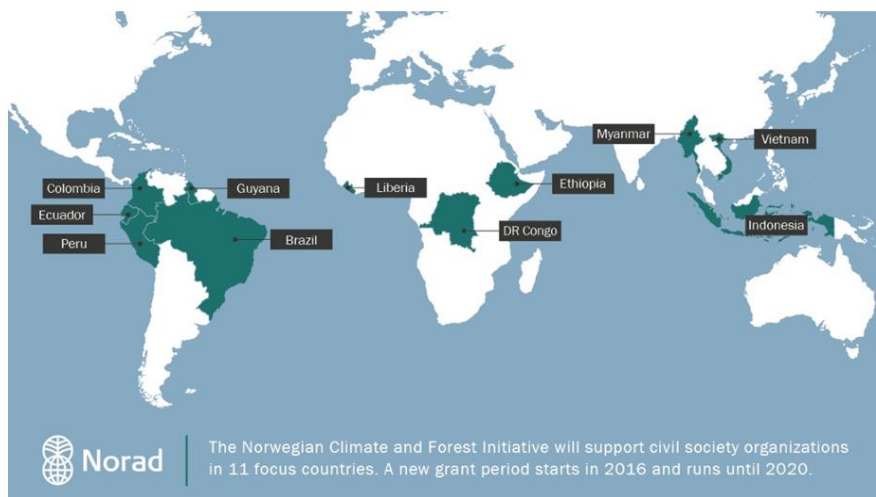 Myanmar
Vietnam
Colombia
Guyana
Liberia
Ethiopia
Ecuador
Indonesia
DR Congo
Peru
Brazil
Norad
The Norwegian Climate and Forest Initiative will support civil society organizations
in 11 focus countries. A new grant period starts in 2016 and runs until 2020.